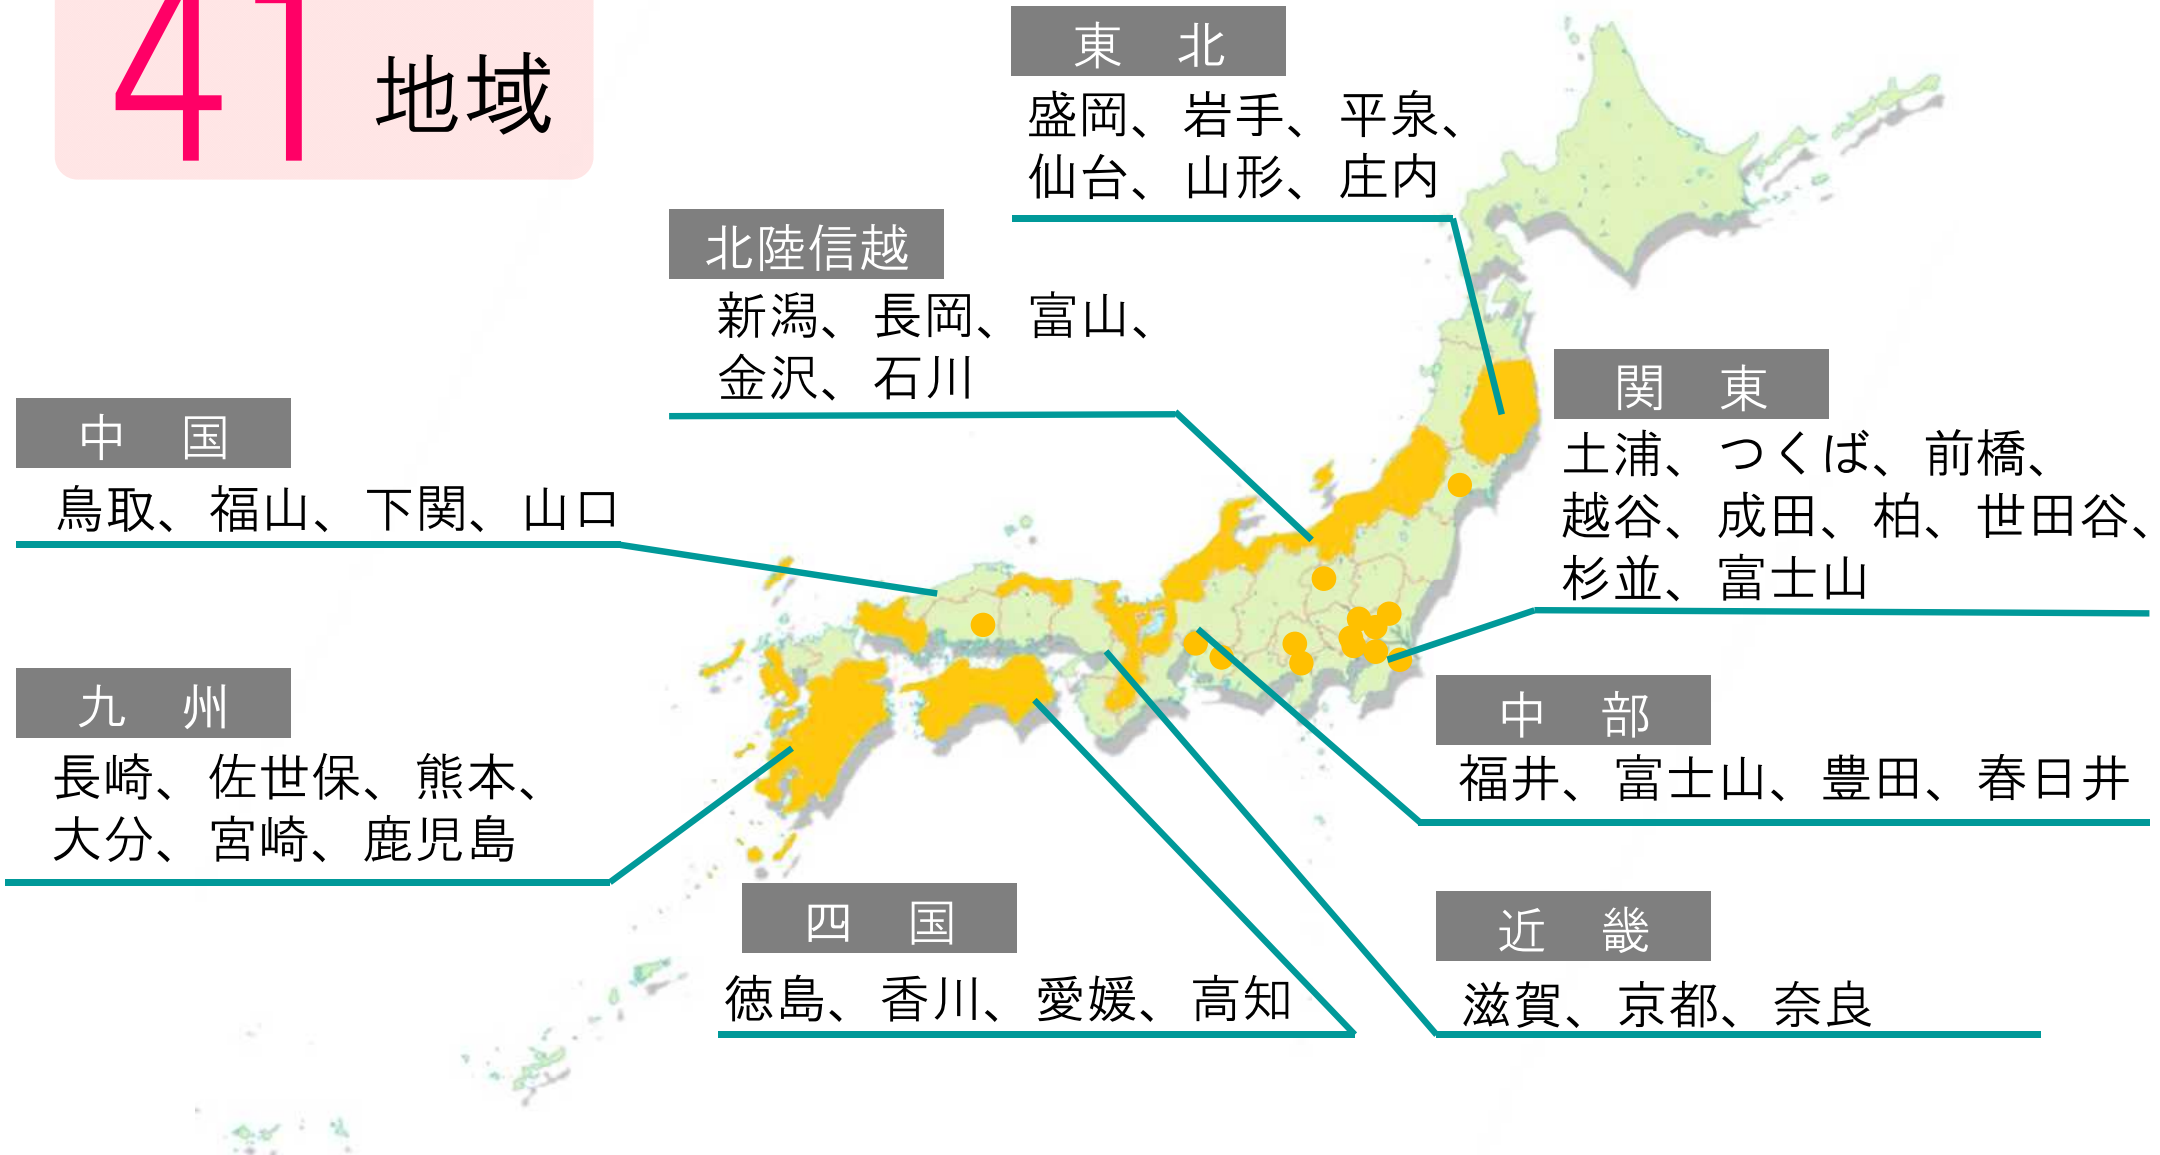 41 地域
東 北
盛岡、岩手、平泉、
仙台、山形、庄内
北陸信越
新潟、長岡、富山、
金沢、石川
関 東
土浦、つくば、前橋、
越谷、成田、柏、世田谷、
杉並、富士山
中 国
鳥取、福山、下関、山口
九 州
長崎、佐世保、熊本、
大分、宮崎、鹿児島
中 部
福井、富士山、豊田、春日井
四 国
徳島、香川、愛媛、高知
近 畿
滋賀、京都、奈良